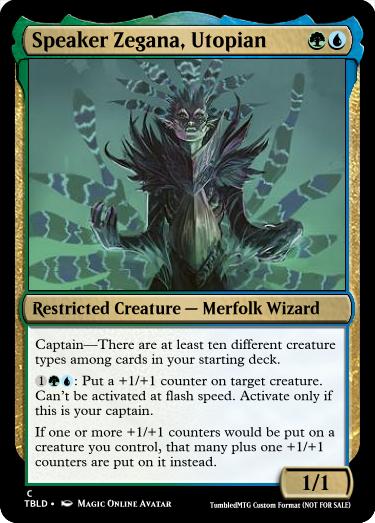 Speaker Zegana, Utopian
Restricted Creature — Merfolk Wizard
Captain—There are at least ten different creature
types among cards in your starting deck.
1: Put a +1/+1 counter on target creature.
Can't be activated at flash speed. Activate only if
this is your captain.
If one or more +1/+1 counters would be put on a
creature you control, that many plus one +1/+1
counters are put on it instead.
1/1
C
TBLD • Magic Online Avatar
TumbledMTG Custom Format (NOT FOR SALE)